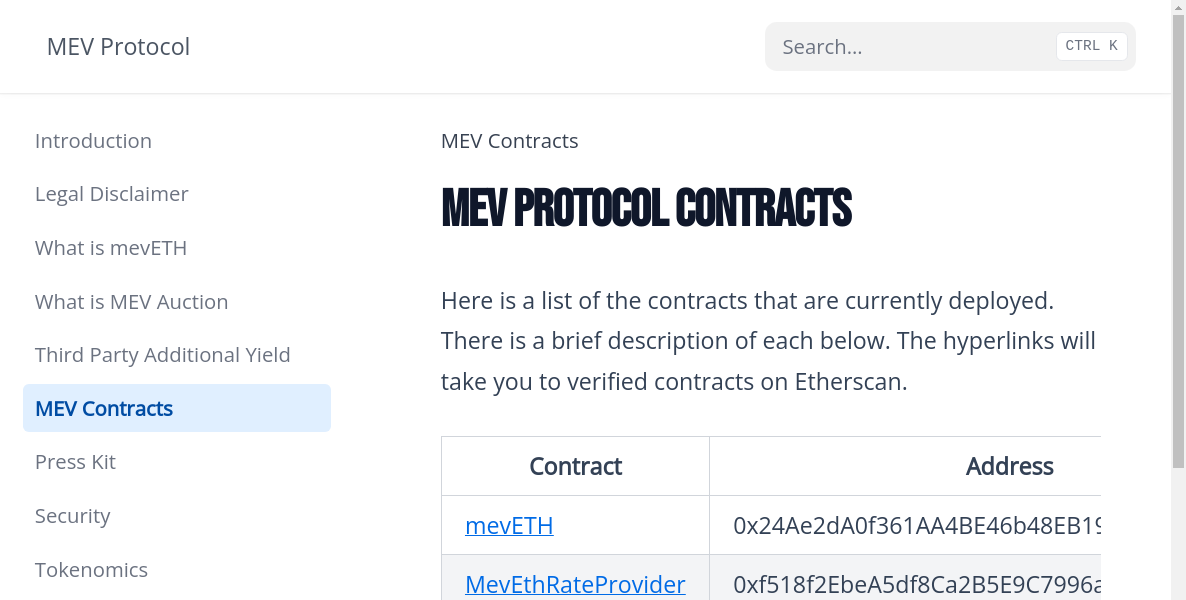 MEV Protocol
Search...
CTRL K
Introduction
Legal Disclaimer
What is mevETH
What is MEV Auction
Third Party Additional Yield
MEV Contracts
Press Kit
Security
Tokenomics
MEV Contracts
MEV PROTOCOL CONTRACTS
Here is a list of the contracts that are currently deployed.
There is a brief description of each below. The hyperlinks will
take you to verified contracts on Etherscan.
Contract Address
mevETH 0x24Ae2dA0f361AA4BE46b48EB19
MevEthRateProvider 0xf518f2EbeA5df8Ca2B5E9C7996a